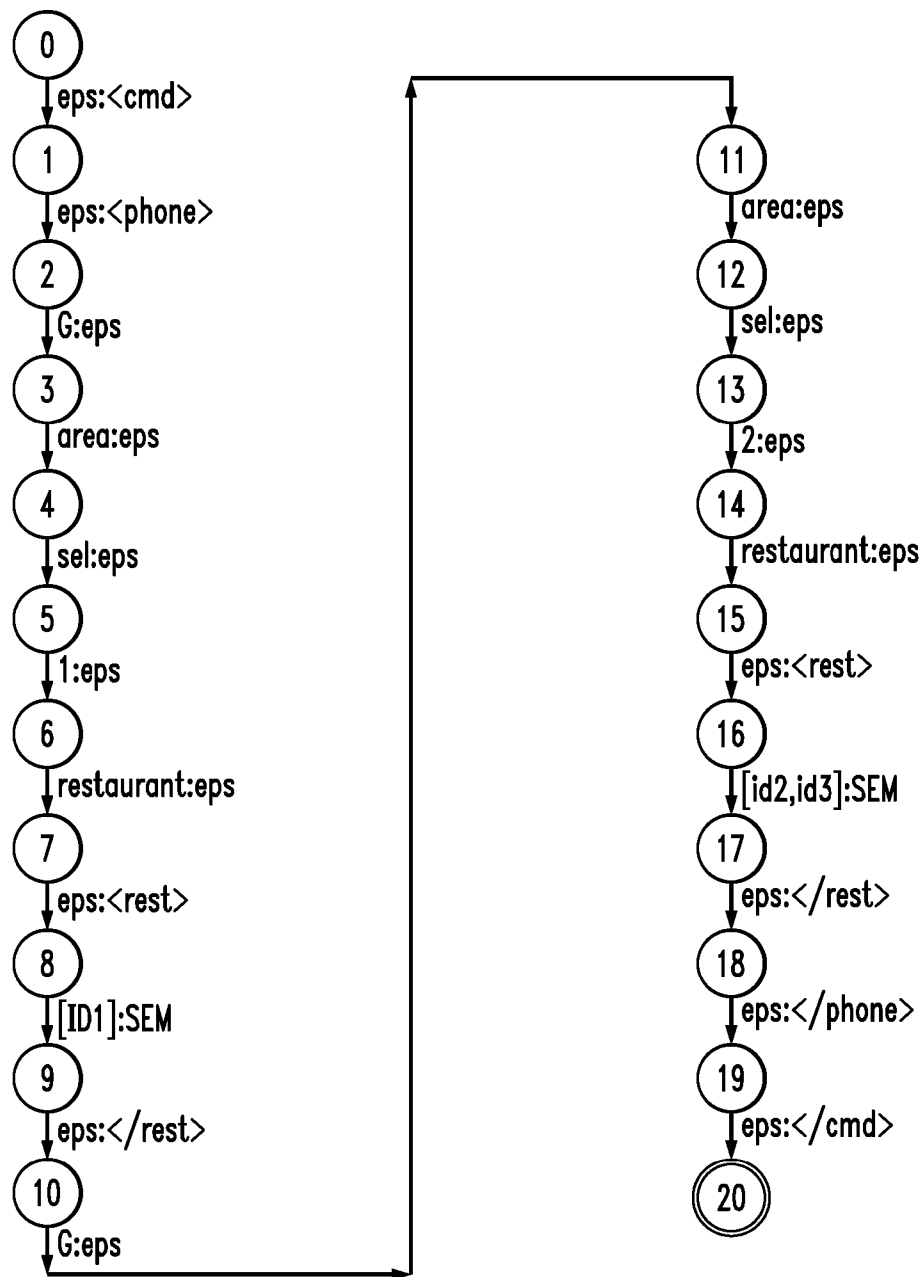 0
eps:<cmd>
1
eps:<phone>
2
G:eps
3
area:eps
4
sel:eps
5
1:eps
6
restaurant:eps
7
eps:<rest>
8
[ID1]:SEM
9
eps:</rest>
10
G:eps
11
area:eps
12
sel:eps
13
2:eps
14
restaurant:eps
15
eps:<rest>
16
[id2,id3]:SEM
17
eps:</rest>
18
eps:</phone>
19
eps:</cmd>
20